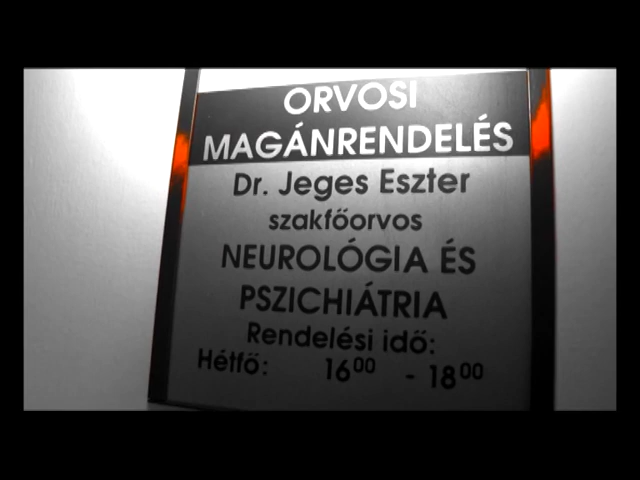 ORVOSI
MAGÁNRENDELÉS
Dr. Jeges Eszter
szakfőorvos
NEUROLÓGIA ÉS
PSZICHIÁTRIA
Rendelési idő:
Hétfő: 16⁰⁰ - 18⁰⁰